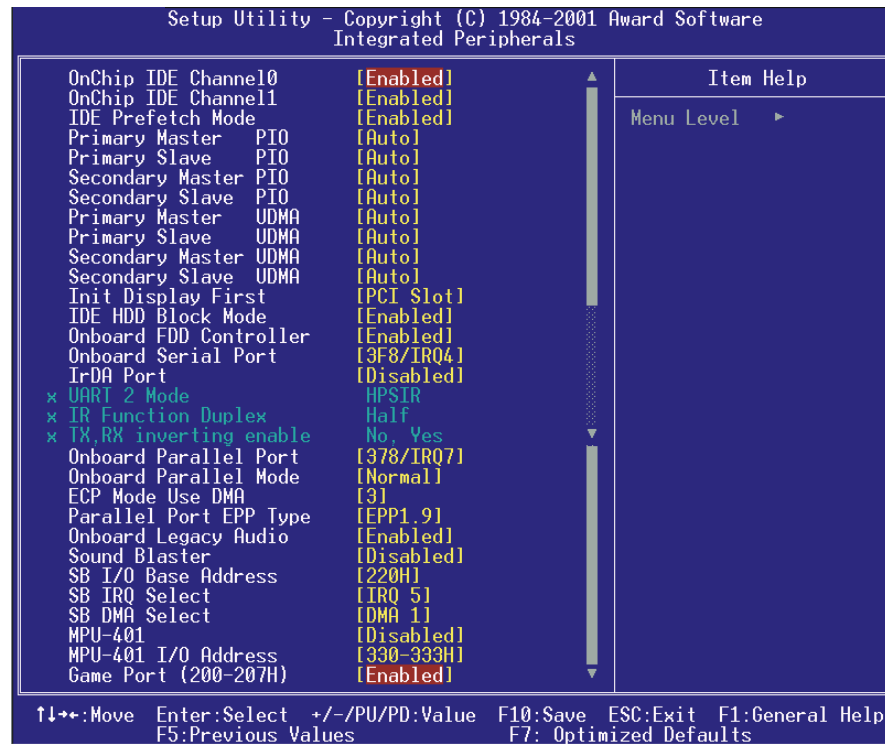 Setup Utility - Copyright (C) 1984-2001 Award Software
Integrated Peripherals
OnChip IDE Channel0 [Enabled]
OnChip IDE Channel1 [Enabled]
IDE Prefetch Mode [Enabled]
Primary Master PIO [Auto]
Primary Slave PIO [Auto]
Secondary Master PIO [Auto]
Secondary Slave PIO [Auto]
Primary Master UDMA [Auto]
Primary Slave UDMA [Auto]
Secondary Master UDMA [Auto]
Secondary Slave UDMA [Auto]
Init Display First [PCI Slot]
IDE HDD Block Mode [Enabled]
Onboard FDD Controller [Enabled]
Onboard Serial Port [3F8/IRQ4]
IrDA Port [Disabled]
x UART 2 Mode HPSIR
x IR Function Duplex Half
x TX,RX inverting enable No, Yes
Onboard Parallel Port [378/IRQ7]
Onboard Parallel Mode [Normal]
ECP Mode Use DMA [3]
Parallel Port EPP Type [EPP1.9]
Onboard Legacy Audio [Enabled]
Sound Blaster [Disabled]
SB I/O Base Address [220H]
SB IRQ Select [IRQ 5]
SB DMA Select [DMA 1]
MPU-401 [Disabled]
MPU-401 I/O Address [330-333H]
Game Port (200-207H) [Enabled]
Item Help
Menu Level ►
↑↓→←:Move Enter:Select +/-/PU/PD:Value F10:Save ESC:Exit F1:General Help
F5:Previous Values F7: Optimized Defaults